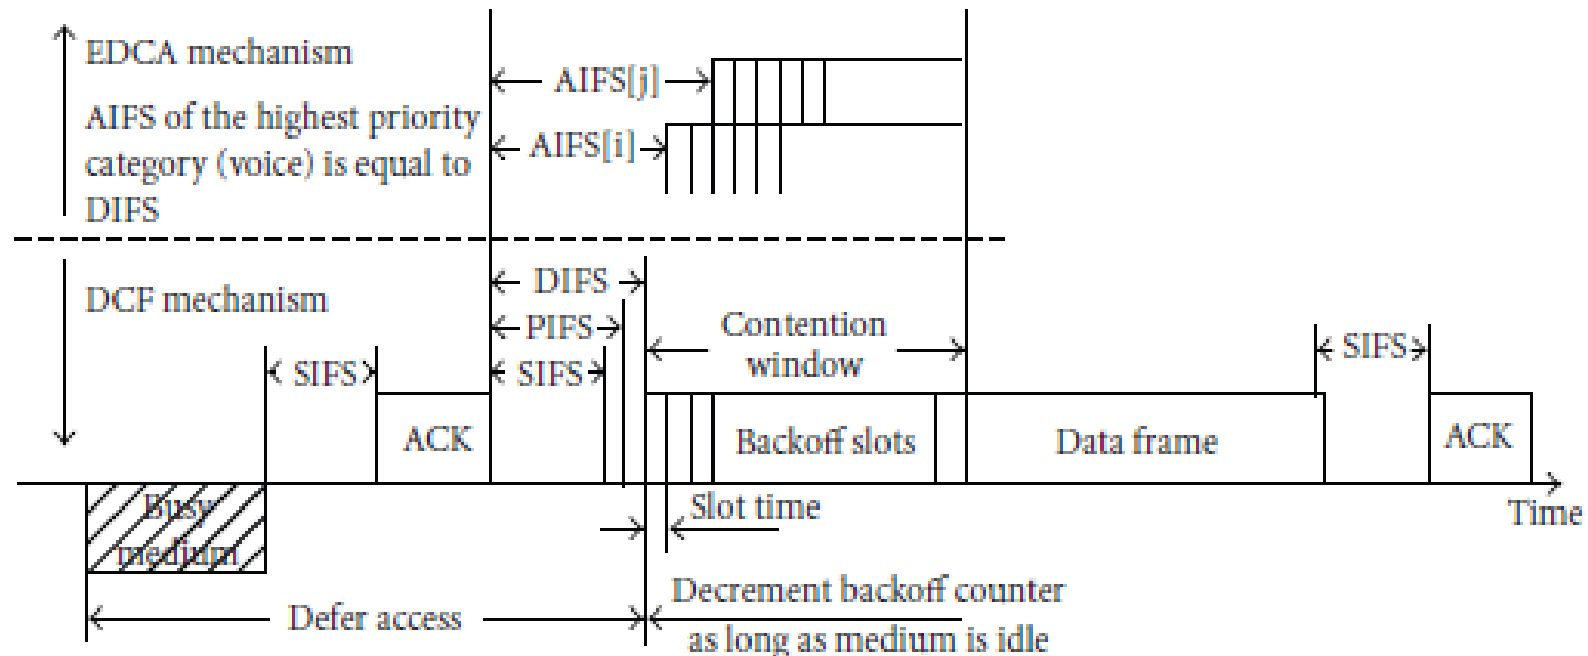 EDCA mechanism
AIFS of the highest priority
category (voice) is equal to
DIFS
AIFS[j]
AIFS[i]
DCF mechanism
DIFS
PIFS
SIFS
SIFS
Contention
window
SIFS
ACK
Backoff slots
Data frame
ACK
Busy
medium
Slot time
Time
Defer access
Decrement backoff counter
as long as medium is idle